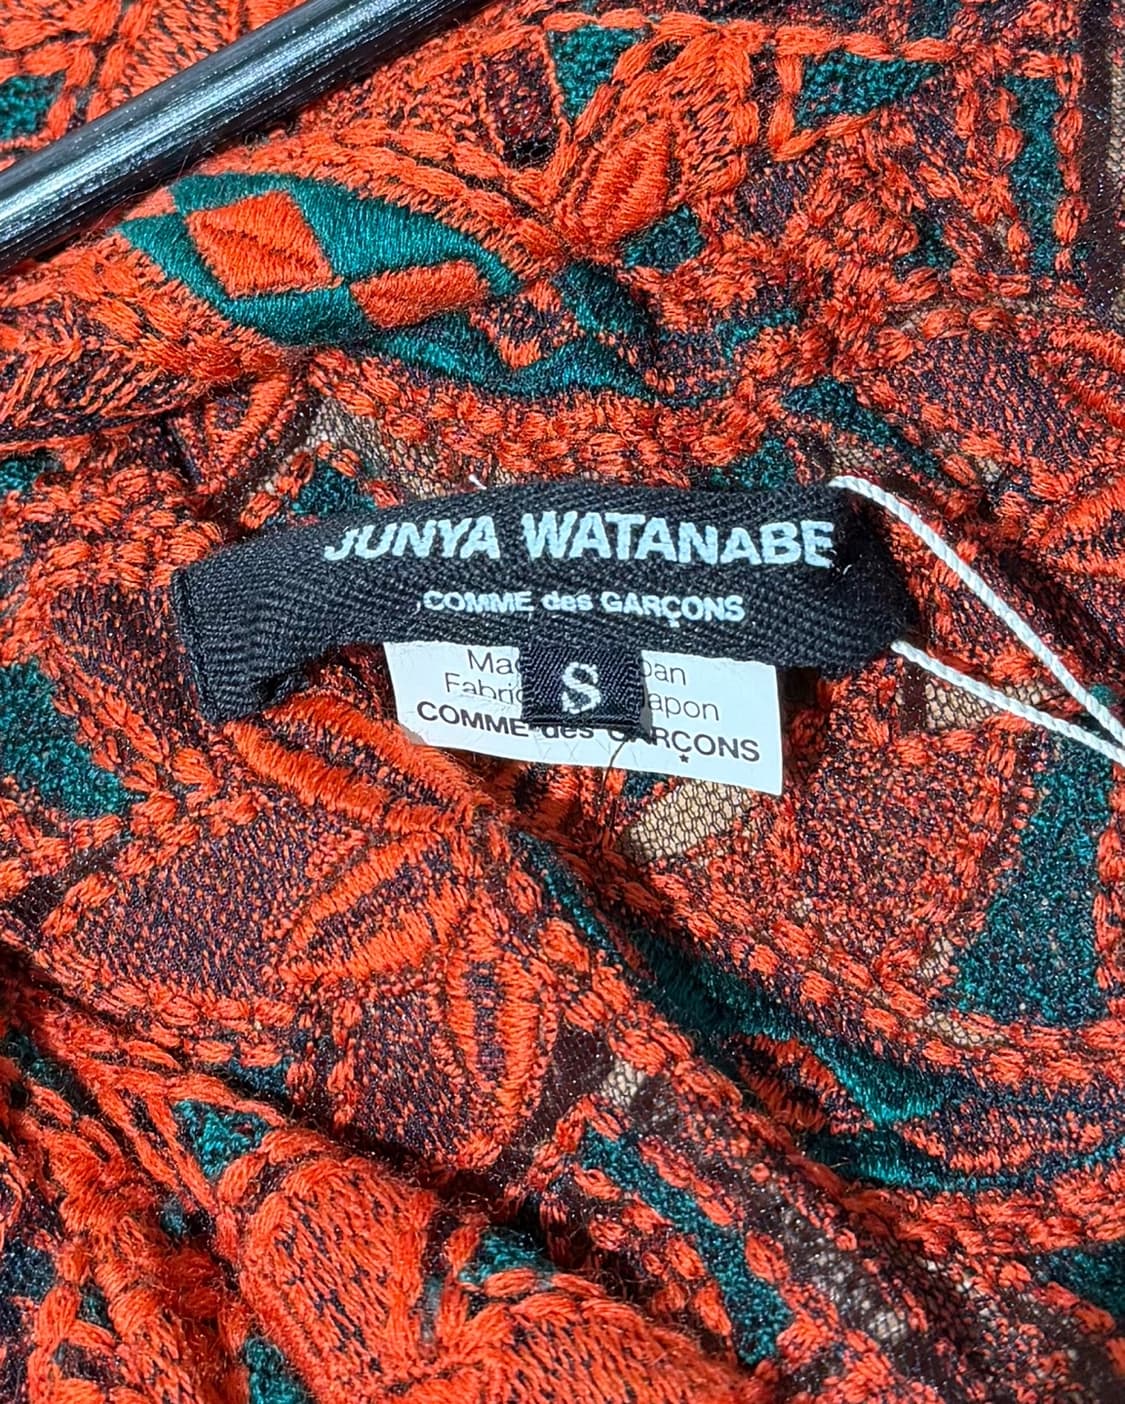 JUNYA WATANABE
COMME des GARÇONS
S
COMME des GARÇONS